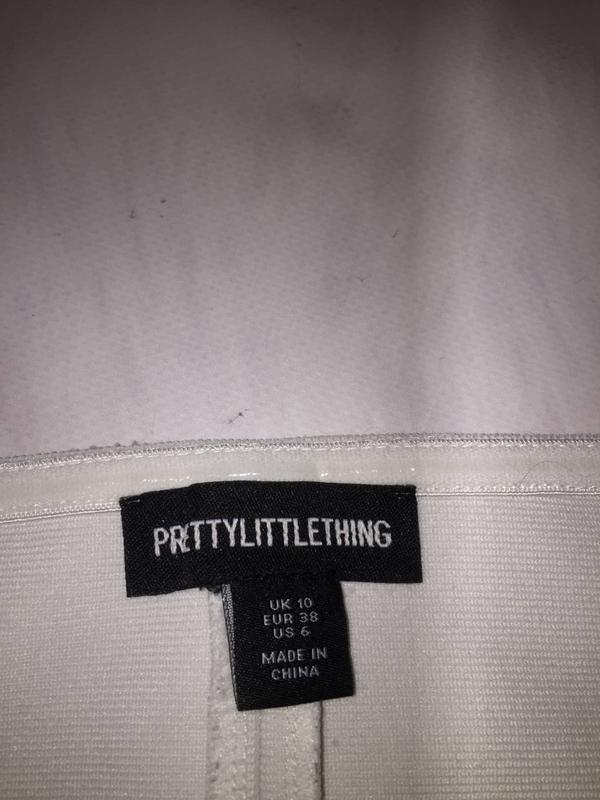 PRETTYLITTLETHING
UK 10
EUR 38
US 6
MADE IN
CHINA